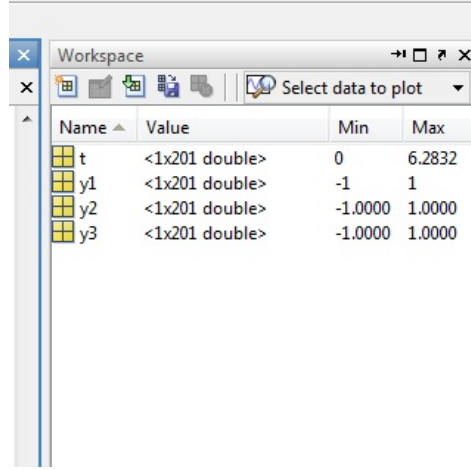 Workspace
Select data to plot
Name Value Min Max
t <1x201 double> 0 6.2832
y1 <1x201 double> -1 1
y2 <1x201 double> -1.0000 1.0000
y3 <1x201 double> -1.0000 1.0000